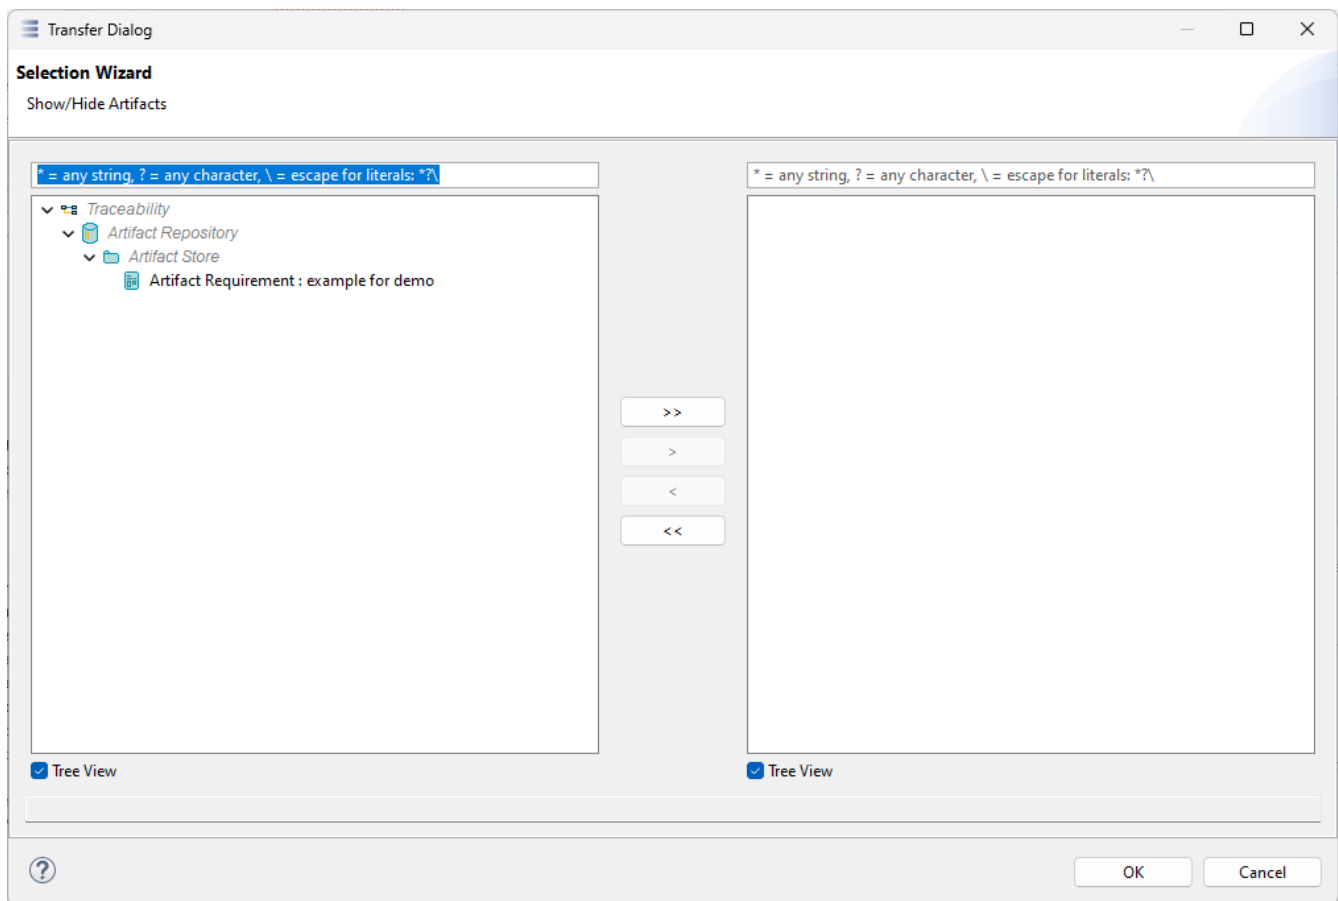 Transfer Dialog
Selection Wizard
Show/Hide Artifacts
* = any string, ? = any character, \ = escape for literals: *?\
* = any string, ? = any character, \ = escape for literals: *?\
Traceability
Artifact Repository
Artifact Store
Artifact Requirement : example for demo
>>
>
<
<<
Tree View
Tree View
?
OK
Cancel